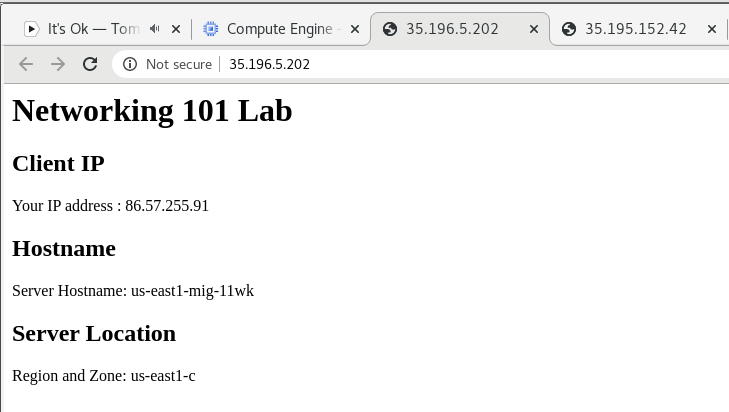 It's Ok — Tom
Compute Engine -
35.196.5.202
35.195.152.42
Not secure
35.196.5.202
Networking 101 Lab
Client IP
Your IP address : 86.57.255.91
Hostname
Server Hostname: us-east1-mig-11wk
Server Location
Region and Zone: us-east1-c